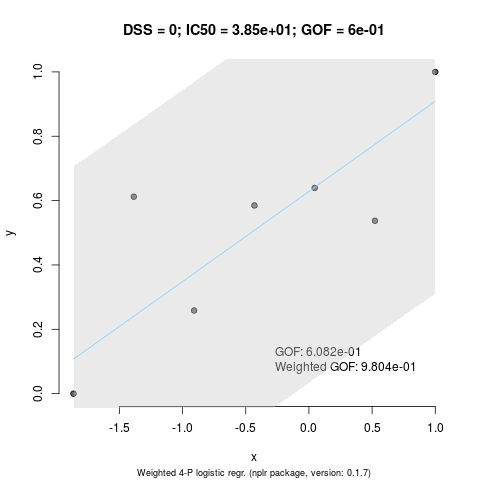 DSS = 0; IC50 = 3.85e+01; GOF = 6e-01
1.0
0.8
0.6
0.4
0.2
0.0
y
GOF: 6.082e-01
Weighted GOF: 9.804e-01
-1.5 -1.0 -0.5 0.0 0.5 1.0
x
Weighted 4-P logistic regr. (nplr package, version: 0.1.7)